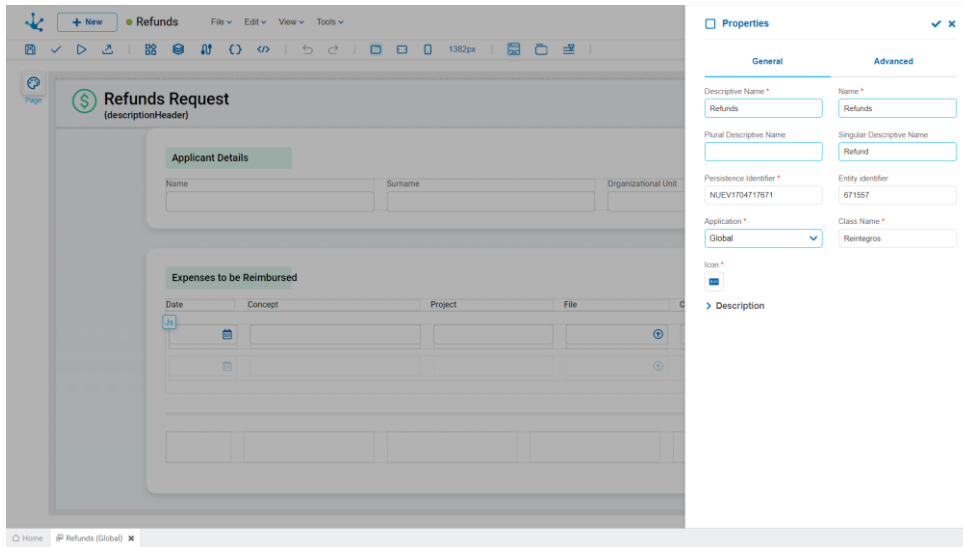 + New
Refunds
File
Edit
View
Tools
1382px
Page
Refunds Request
{descriptionHeader}
Applicant Details
Name
Surname
Organizational Unit
Expenses to be Reimbursed
Date
Concept
Project
File
C
Js
Properties
General
Advanced
Descriptive Name *
Name *
Refunds
Refunds
Plural Descriptive Name
Singular Descriptive Name
Refund
Persistence Identifier *
Entity identifier
NUEV1704717671
671557
Application *
Class Name *
Global
Reintegros
Icon *
Description
Home
Refunds (Global)